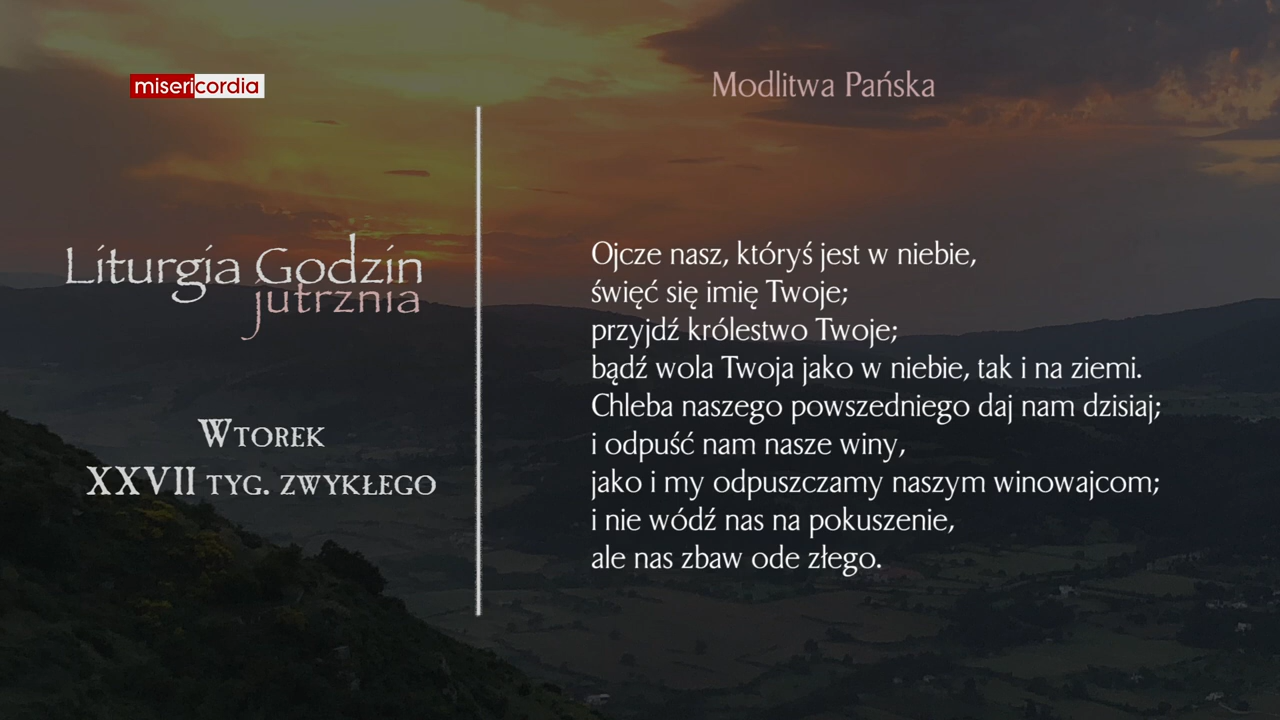 misericordia
Liturgia Godzin
jutrznia
Wtorek
XXVII tyg. zwykłego
Modlitwa Pańska
Ojcze nasz, któryś jest w niebie,
święć się imię Twoje;
przyjdź królestwo Twoje;
bądź wola Twoja jako w niebie, tak i na ziemi.
Chleba naszego powszedniego daj nam dzisiaj;
i odpuść nam nasze winy,
jako i my odpuszczamy naszym winowajcom;
i nie wódź nas na pokuszenie,
ale nas zbaw ode złego.